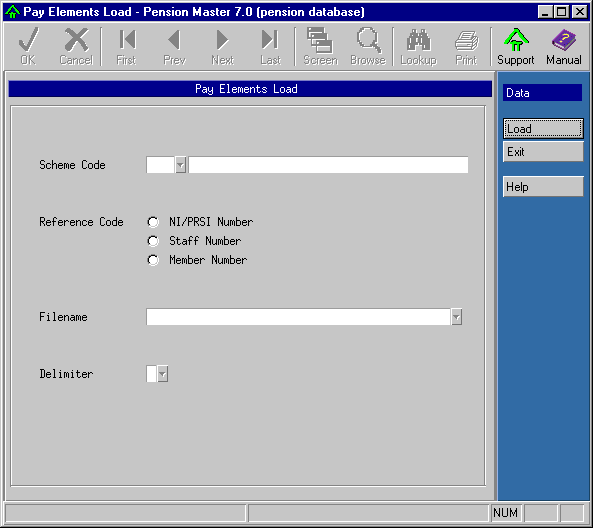 Pay Elements Load - Pension Master 7.0 (pension database)
OK Cancel First Prev Next Last Screen Browse Lookup Print Support Manual
Pay Elements Load
Data
Load
Exit
Help
Scheme Code
Reference Code
NI/PRSI Number
Staff Number
Member Number
Filename
Delimiter
NUM